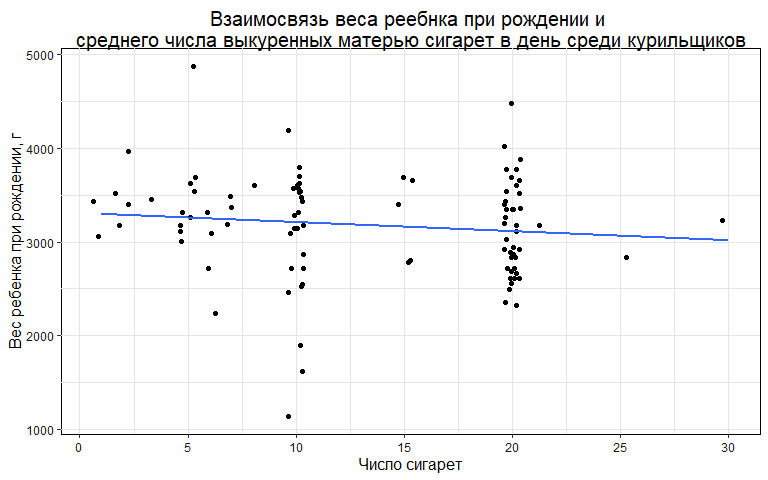 Взаимосвязь веса реебнка при рождении и
среднего числа выкуренных матерью сигарет в день среди курильщиков
5000
4000
3000
2000
1000
Вес ребенка при рождении, г
0 5 10 15 20 25 30
Число сигарет